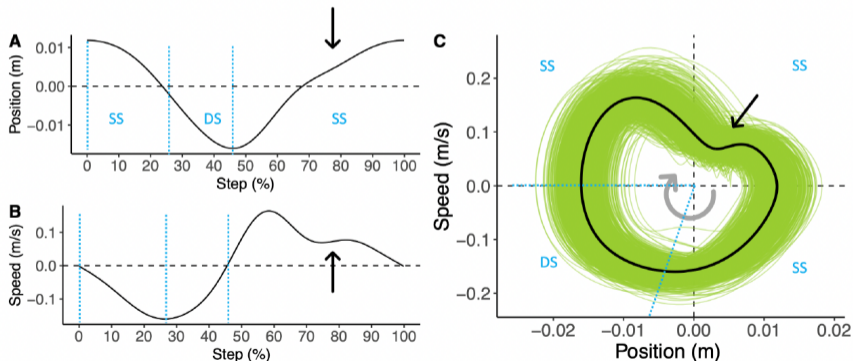 A
Position (m)
0.01
0.00
−0.01
SS
DS
SS
0 10 20 30 40 50 60 70 80 90 100
Step (%)
B
Speed (m/s)
0.1
0.0
−0.1
0 10 20 30 40 50 60 70 80 90 100
Step (%)
C
Speed (m/s)
0.2
0.1
0.0
−0.1
−0.2
SS
SS
DS
SS
−0.02 −0.01 0.00 0.01 0.02
Position (m)